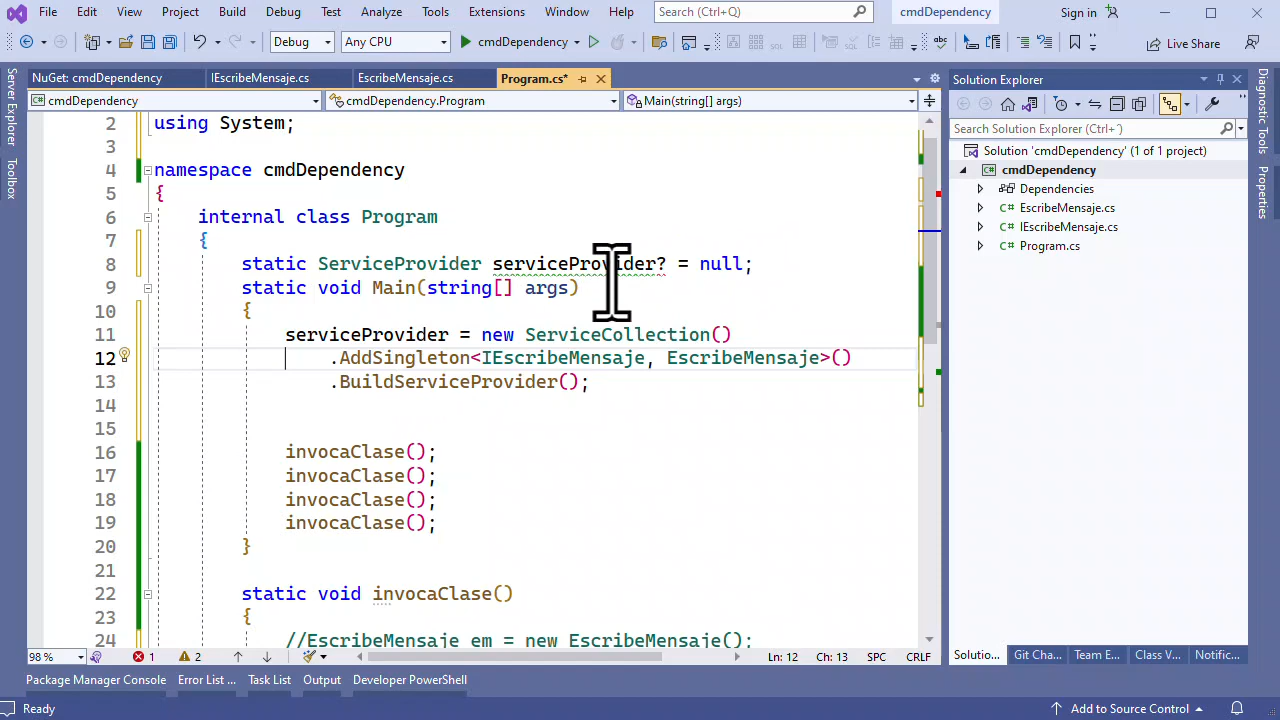 File Edit View Project Build Debug Test Analyze Tools Extensions Window Help Search (Ctrl+Q) cmdDependency Sign in
Debug Any CPU cmdDependency Live Share
NuGet: cmdDependency IEscribeMensaje.cs EscribeMensaje.cs Program.cs*
cmdDependency cmdDependency.Program Main(string[] args)
2 using System;
3
4 namespace cmdDependency
5 {
6 internal class Program
7 {
8 static ServiceProvider serviceProvider? = null;
9 static void Main(string[] args)
10 {
11 serviceProvider = new ServiceCollection()
12 .AddSingleton<IEscribeMensaje, EscribeMensaje>()
13 .BuildServiceProvider();
14
15
16 invocaClase();
17 invocaClase();
18 invocaClase();
19 invocaClase();
20 }
21
22 static void invocaClase()
23 {
24 //EscribeMensaje em = new EscribeMensaje();
98 % 1 2 Ln: 12 Ch: 13 SPC CRLF
Server Explorer
Toolbox
Solution Explorer
Search Solution Explorer (Ctrl+´)
Solution 'cmdDependency' (1 of 1 project)
cmdDependency
Dependencies
C# EscribeMensaje.cs
C# IEscribeMensaje.cs
C# Program.cs
Solutio... Git Cha... Team E... Class V... Notific...
Diagnostic Tools
Properties
Package Manager Console Error List ... Output Task List Developer PowerShell
Ready Add to Source Control